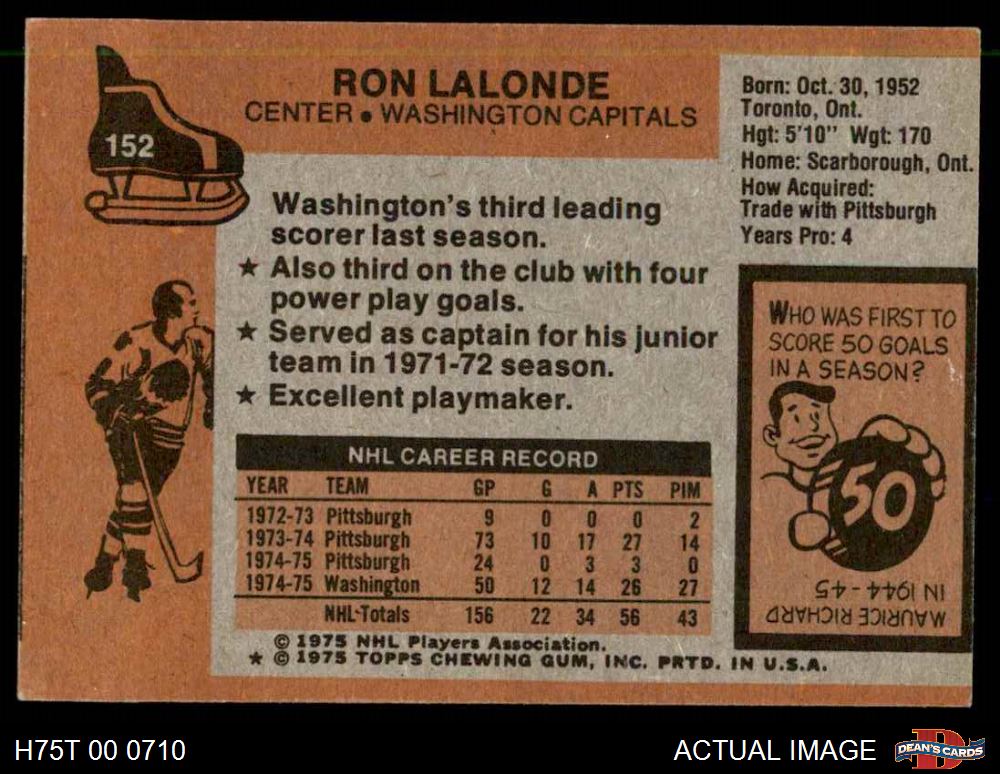 152
RON LALONDE
CENTER • WASHINGTON CAPITALS
Born: Oct. 30, 1952
Toronto, Ont.
Hgt: 5'10" Wgt: 170
Home: Scarborough, Ont.
How Acquired:
Trade with Pittsburgh
Years Pro: 4
Washington's third leading
scorer last season.
★ Also third on the club with four
power play goals.
★ Served as captain for his junior
team in 1971-72 season.
★ Excellent playmaker.
NHL CAREER RECORD
YEAR TEAM GP G A PTS PIM
1972-73 Pittsburgh 9 0 0 0 2
1973-74 Pittsburgh 73 10 17 27 14
1974-75 Pittsburgh 24 0 3 3 0
1974-75 Washington 50 12 14 26 27
NHL-Totals 156 22 34 56 43
© 1975 NHL Players Association.
★ © 1975 TOPPS CHEWING GUM, INC. PRTD. IN U.S.A.
WHO WAS FIRST TO
SCORE 50 GOALS
IN A SEASON?
50
MAURICE RICHARD
IN 1944-45
H75T 00 0710
ACTUAL IMAGE
D
DEAN'S CARDS